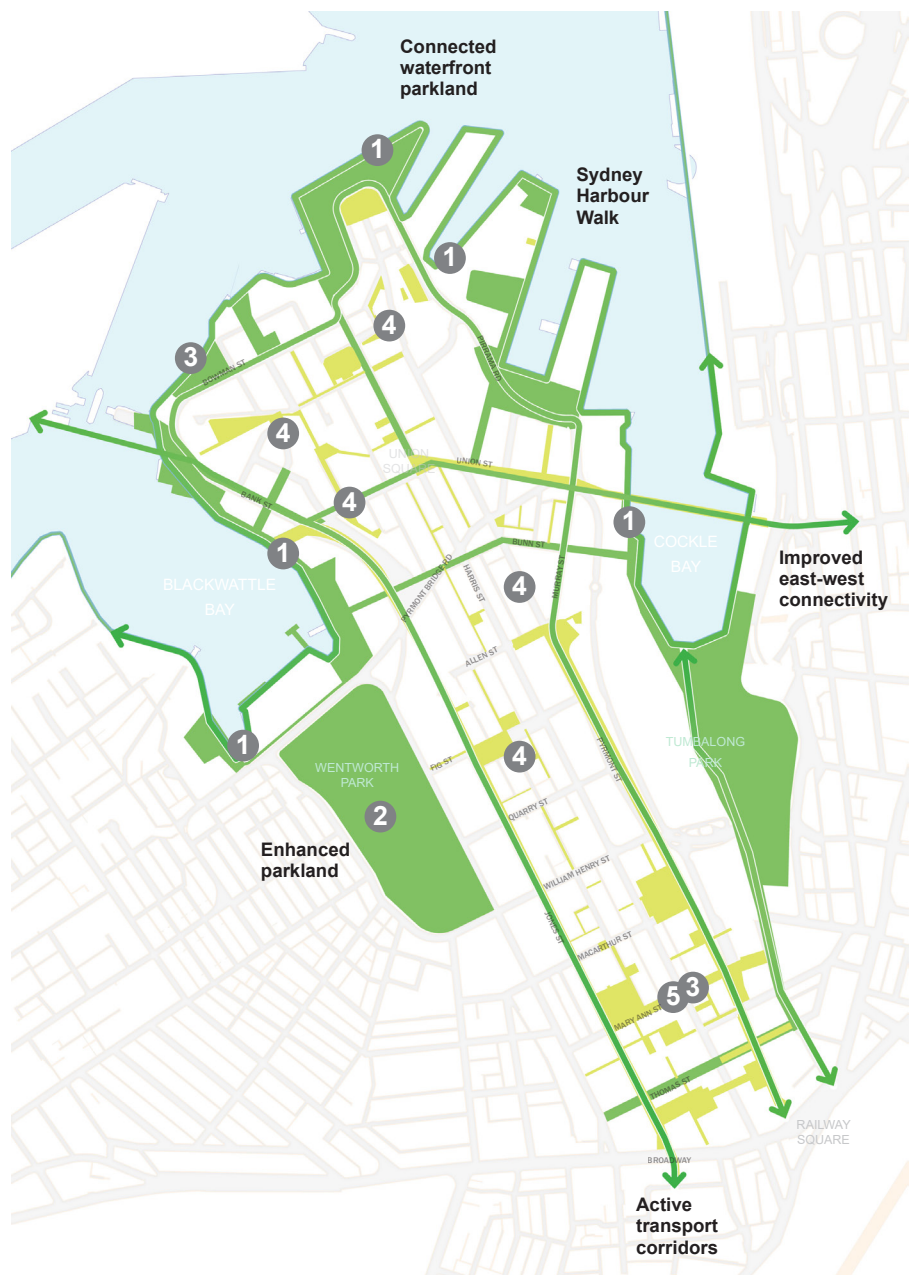 Connected
waterfront
parkland
1
Sydney
Harbour
Walk
1
4
3
BOWMAN ST
PIRRAMA RD
4
UNION
SQUARE
UNION ST
BANK ST
4
1
COCKLE
BAY
1
BUNN ST
MURRAY ST
Improved
east-west
connectivity
BLACKWATTLE
BAY
PYRMONT BRIDGE RD
HARRIS ST
4
ALLEN ST
1
TUMBALONG
PARK
WENTWORTH
PARK
FIG ST
4
PYRMONT ST
2
QUARRY ST
Enhanced
parkland
WILLIAM HENRY ST
JONES ST
MACARTHUR ST
5
3
MARY ANN ST
THOMAS ST
RAILWAY
SQUARE
BROADWAY
Active
transport
corridors